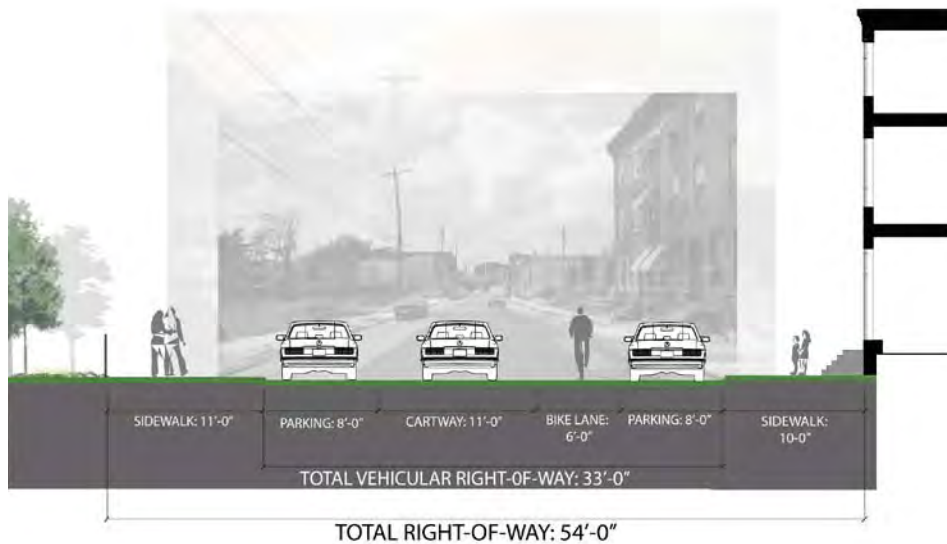 SIDEWALK: 11'-0"
PARKING: 8'-0"
CARTWAY: 11'-0"
BIKE LANE:
6'-0"
PARKING: 8'-0"
SIDEWALK:
10-0"
TOTAL VEHICULAR RIGHT-0F-WAY: 33'-0"
TOTAL RIGHT-OF-WAY: 54'-0"